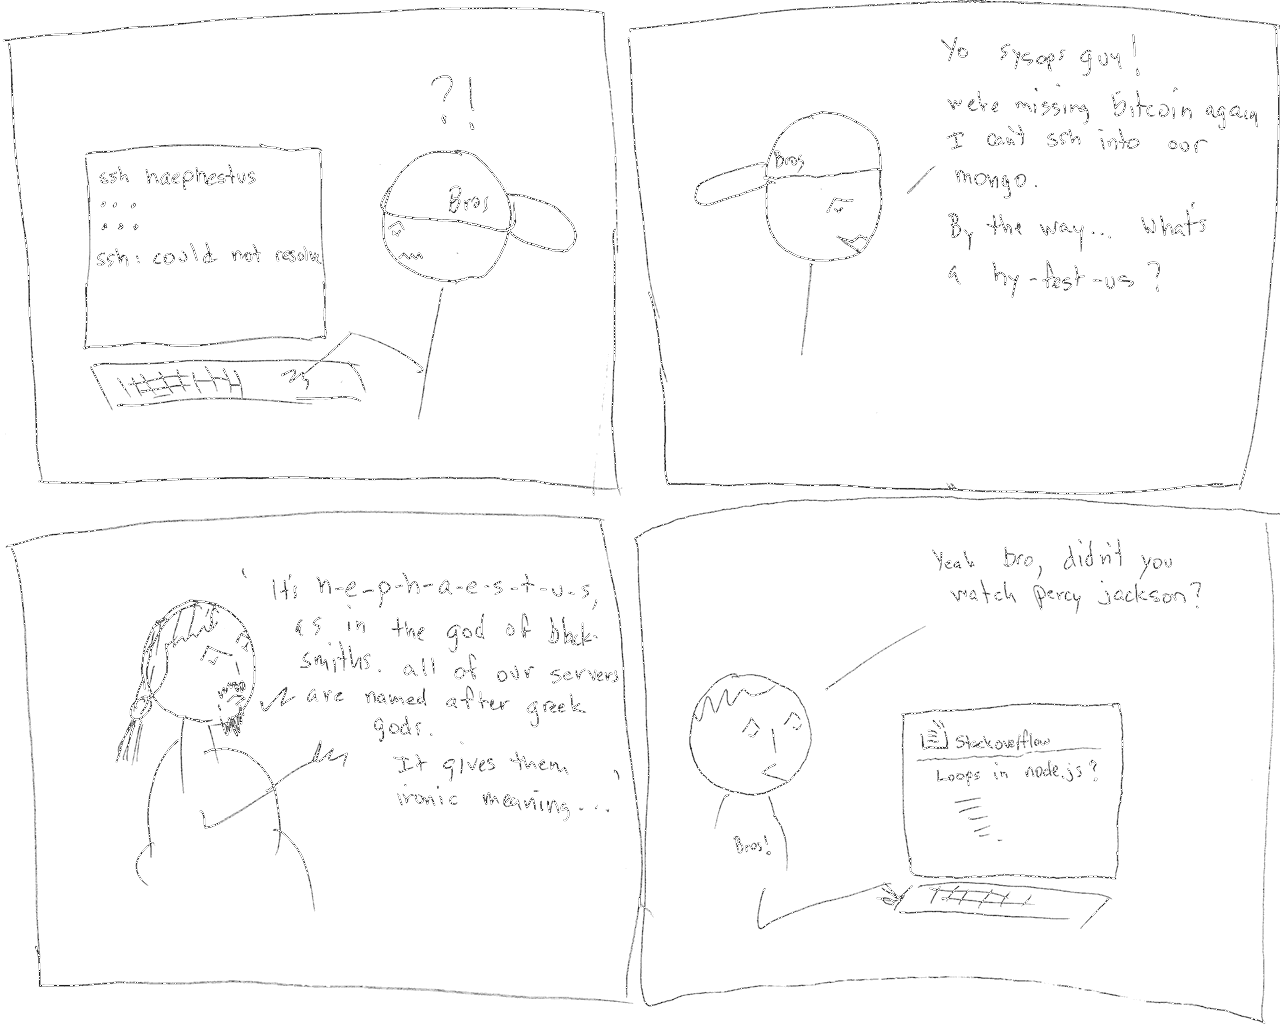 ?!
ssh haephestus
...
...
ssh: could not resolve
Bros
Yo sysops guy!
we're missing bitcoin again
I can't ssh into our
mongo.
By the way... What's
a hy-fest-us?
Bros
It's h-e-p-h-a-e-s-t-u-s,
as in the god of black-
smiths. all of our servers
are named after greek
gods.
It gives them
ironic meaning...
Yeah bro, didn't you
watch percy jackson?
Stackoverflow
Loops in node.js?
Bros!